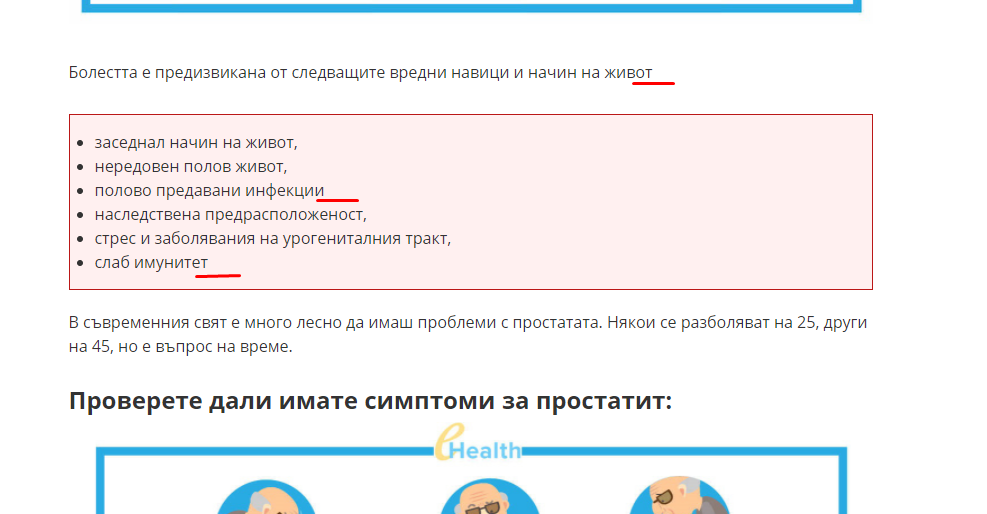 Болестта е предизвикана от следващите вредни навици и начин на живот
заседнал начин на живот,
нередовен полов живот,
полово предавани инфекции
наследствена предрасположеност,
стрес и заболявания на урогениталния тракт,
слаб имунитет
В съвременния свят е много лесно да имаш проблеми с простатата. Някои се разболяват на 25, други
на 45, но е въпрос на време.
Проверете дали имате симптоми за простатит:
eHealth